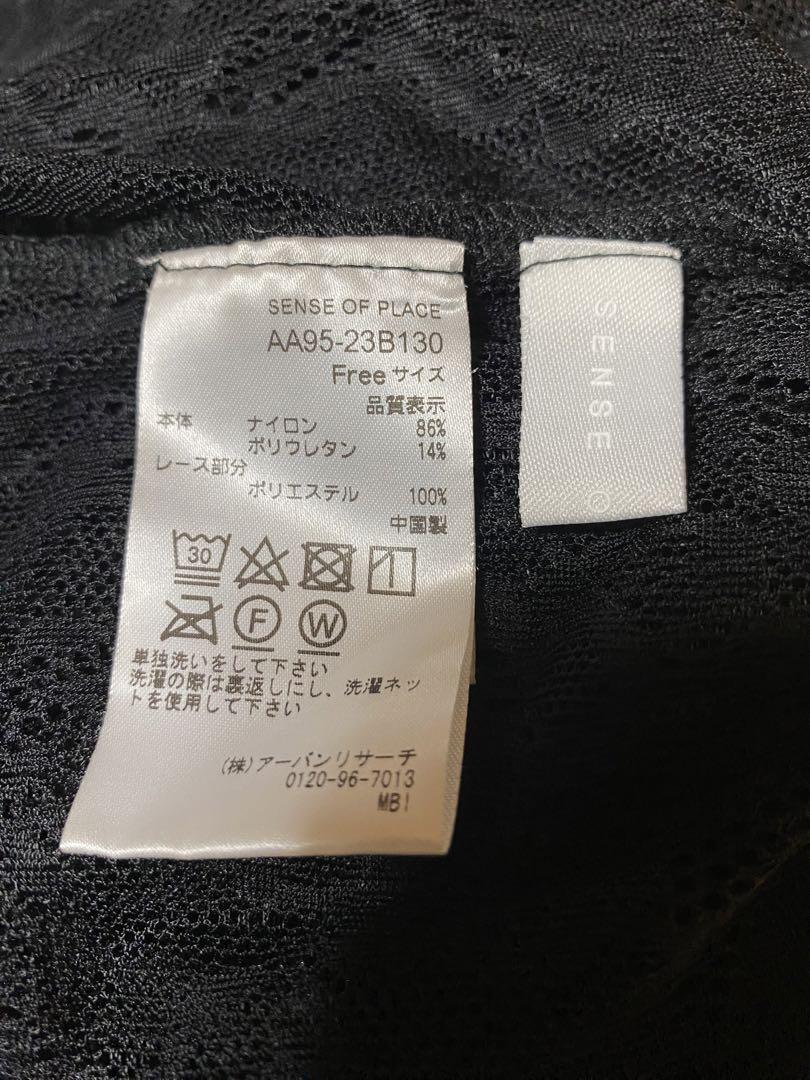 SENSE OF PLACE
AA95-23B130
Free サイズ
品質表示
本体 ナイロン 86%
ポリウレタン 14%
レース部分
ポリエステル 100%
中国製
30
F W
単独洗いをして下さい
洗濯の際は裏返しにし、洗濯ネッ
トを使用して下さい
(株)アーバンリサーチ
0120-96-7013
MBI
SENSE